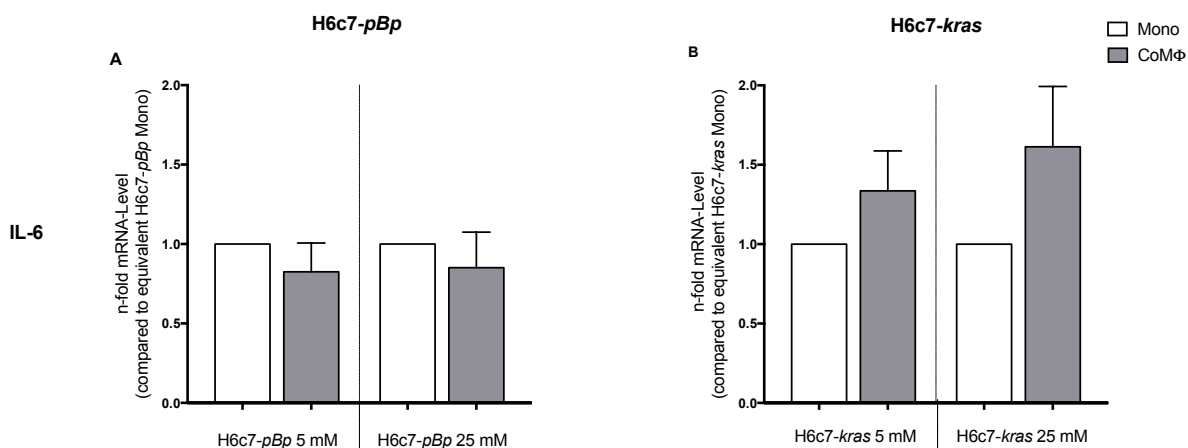 H6c7-pBp
H6c7-kras
Mono
CoMΦ
A
B
IL-6
n-fold mRNA-Level
(compared to equivalent H6c7-pBp Mono)
2.0
1.5
1.0
0.5
0.0
H6c7-pBp 5 mM
H6c7-pBp 25 mM
n-fold mRNA-Level
(compared to equivalent H6c7-kras Mono)
2.0
1.5
1.0
0.5
0.0
H6c7-kras 5 mM
H6c7-kras 25 mM